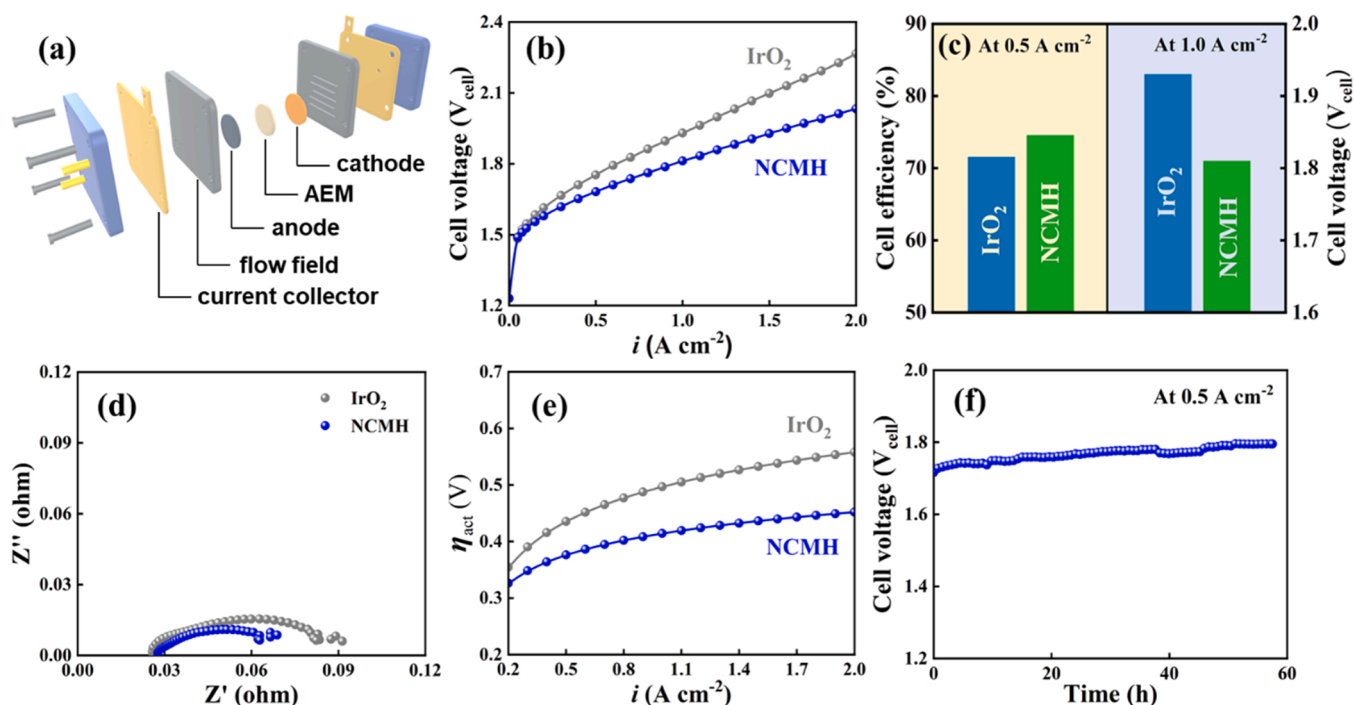 (a)
cathode
AEM
anode
flow field
current collector
(b)
IrO₂
NCMH
Cell voltage (V_cell)
2.4
2.1
1.8
1.5
1.2
0.0 0.5 1.0 1.5 2.0
i (A cm⁻²)
(c)
At 0.5 A cm⁻²
At 1.0 A cm⁻²
Cell efficiency (%)
90
80
70
60
50
IrO₂
NCMH
IrO₂
NCMH
2.0
1.9
1.8
1.7
1.6
Cell voltage (V_cell)
(d)
IrO₂
NCMH
Z'' (ohm)
0.12
0.09
0.06
0.03
0.00
0.00 0.03 0.06 0.09 0.12
Z' (ohm)
(e)
IrO₂
NCMH
η_act (V)
0.7
0.6
0.5
0.4
0.3
0.2
0.2 0.5 0.8 1.1 1.4 1.7 2.0
i (A cm⁻²)
(f)
At 0.5 A cm⁻²
Cell voltage (V_cell)
2.0
1.8
1.6
1.4
1.2
0 20 40 60
Time (h)